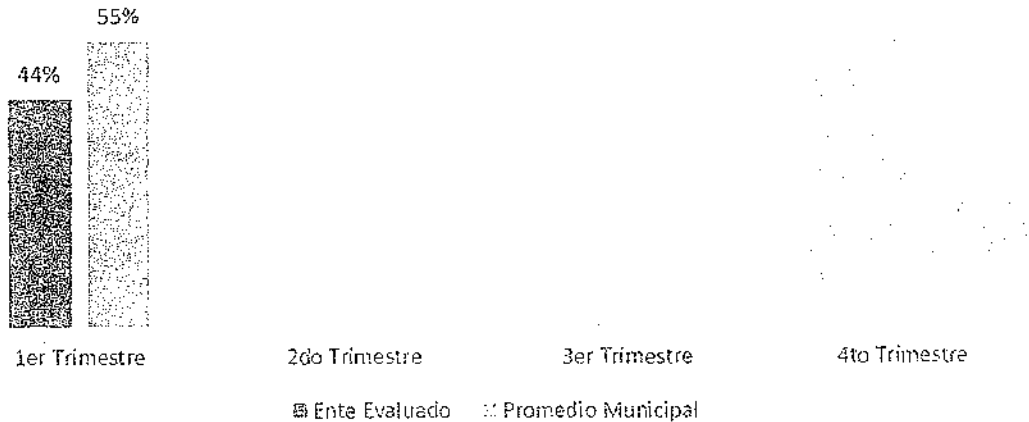 55%
44%
1er Trimestre 2do Trimestre 3er Trimestre 4to Trimestre
Ente Evaluado Promedio Municipal